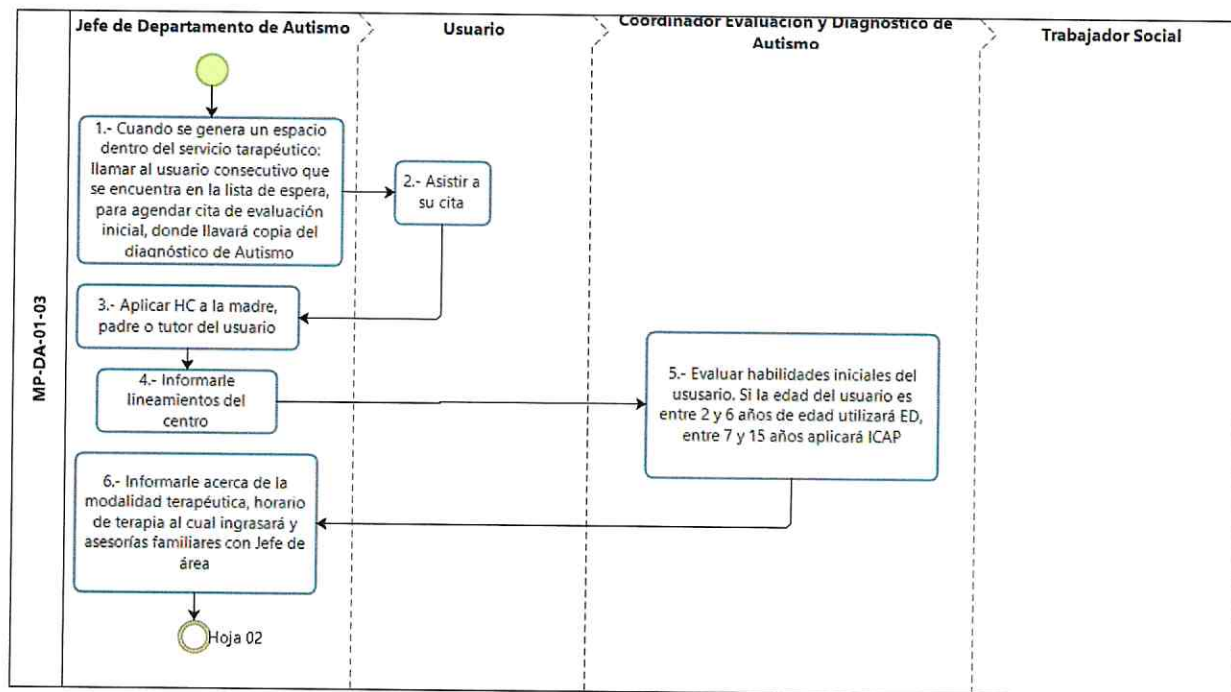 MP-DA-01-03
Jefe de Departamento de Autismo
Usuario
Coordinador Evaluación y Diagnóstico de
Autismo
Trabajador Social
1.- Cuando se genera un espacio
dentro del servicio tarapéutico:
llamar al usuario consecutivo que
se encuentra en la lista de espera,
para agendar cita de evaluación
inicial, donde llavará copia del
diagnóstico de Autismo
2.- Asistir a
su cita
3.- Aplicar HC a la madre,
padre o tutor del usuario
4.- Informarle
lineamientos del
centro
5.- Evaluar habilidades iniciales del
ususario. Si la edad del usuario es
entre 2 y 6 años de edad utilizará ED,
entre 7 y 15 años aplicará ICAP
6.- Informarle acerca de la
modalidad terapéutica, horario
de terapia al cual ingrasará y
asesorías familiares con Jefe de
área
Hoja 02